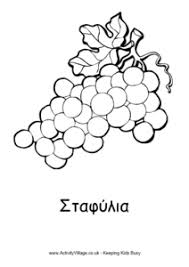 Σταφύλια
www.ActivityVillage.co.uk - Keeping Kids Busy